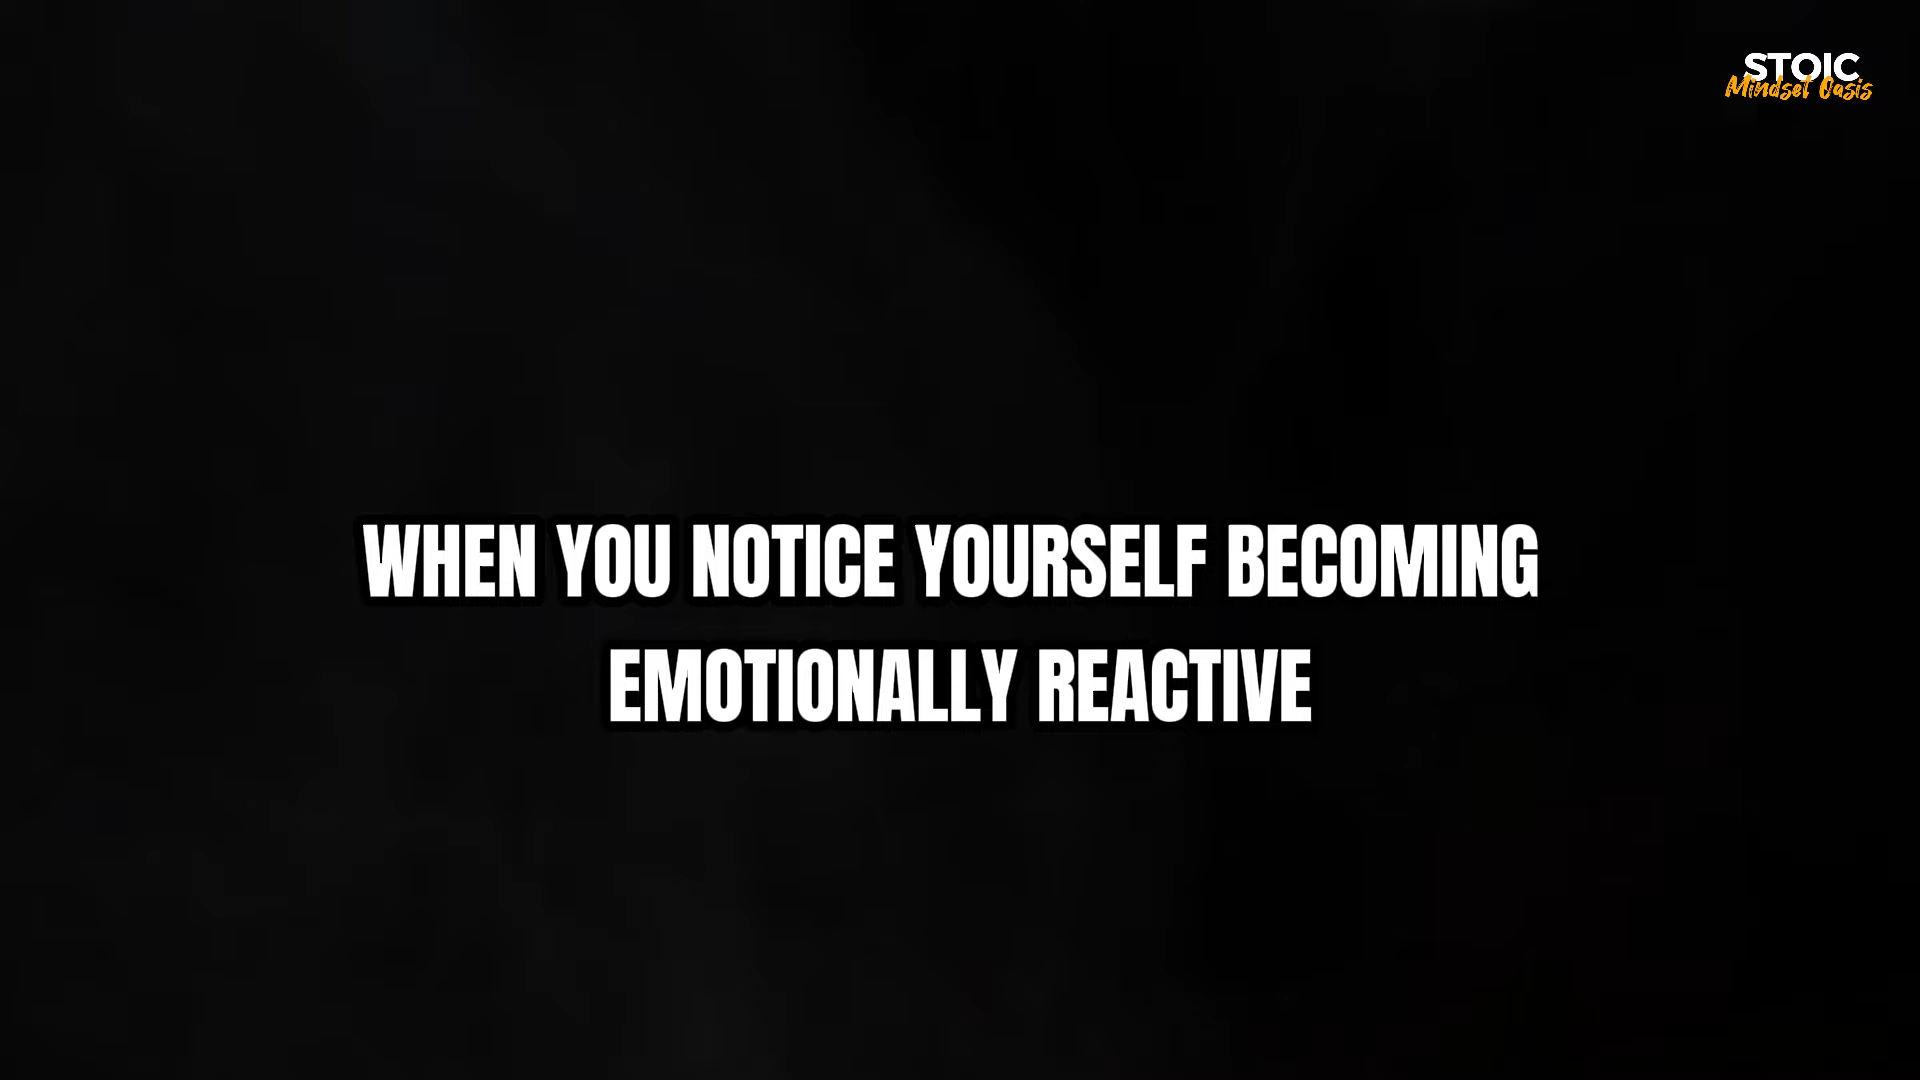 STOIC
Mindset Oasis
WHEN YOU NOTICE YOURSELF BECOMING
EMOTIONALLY REACTIVE